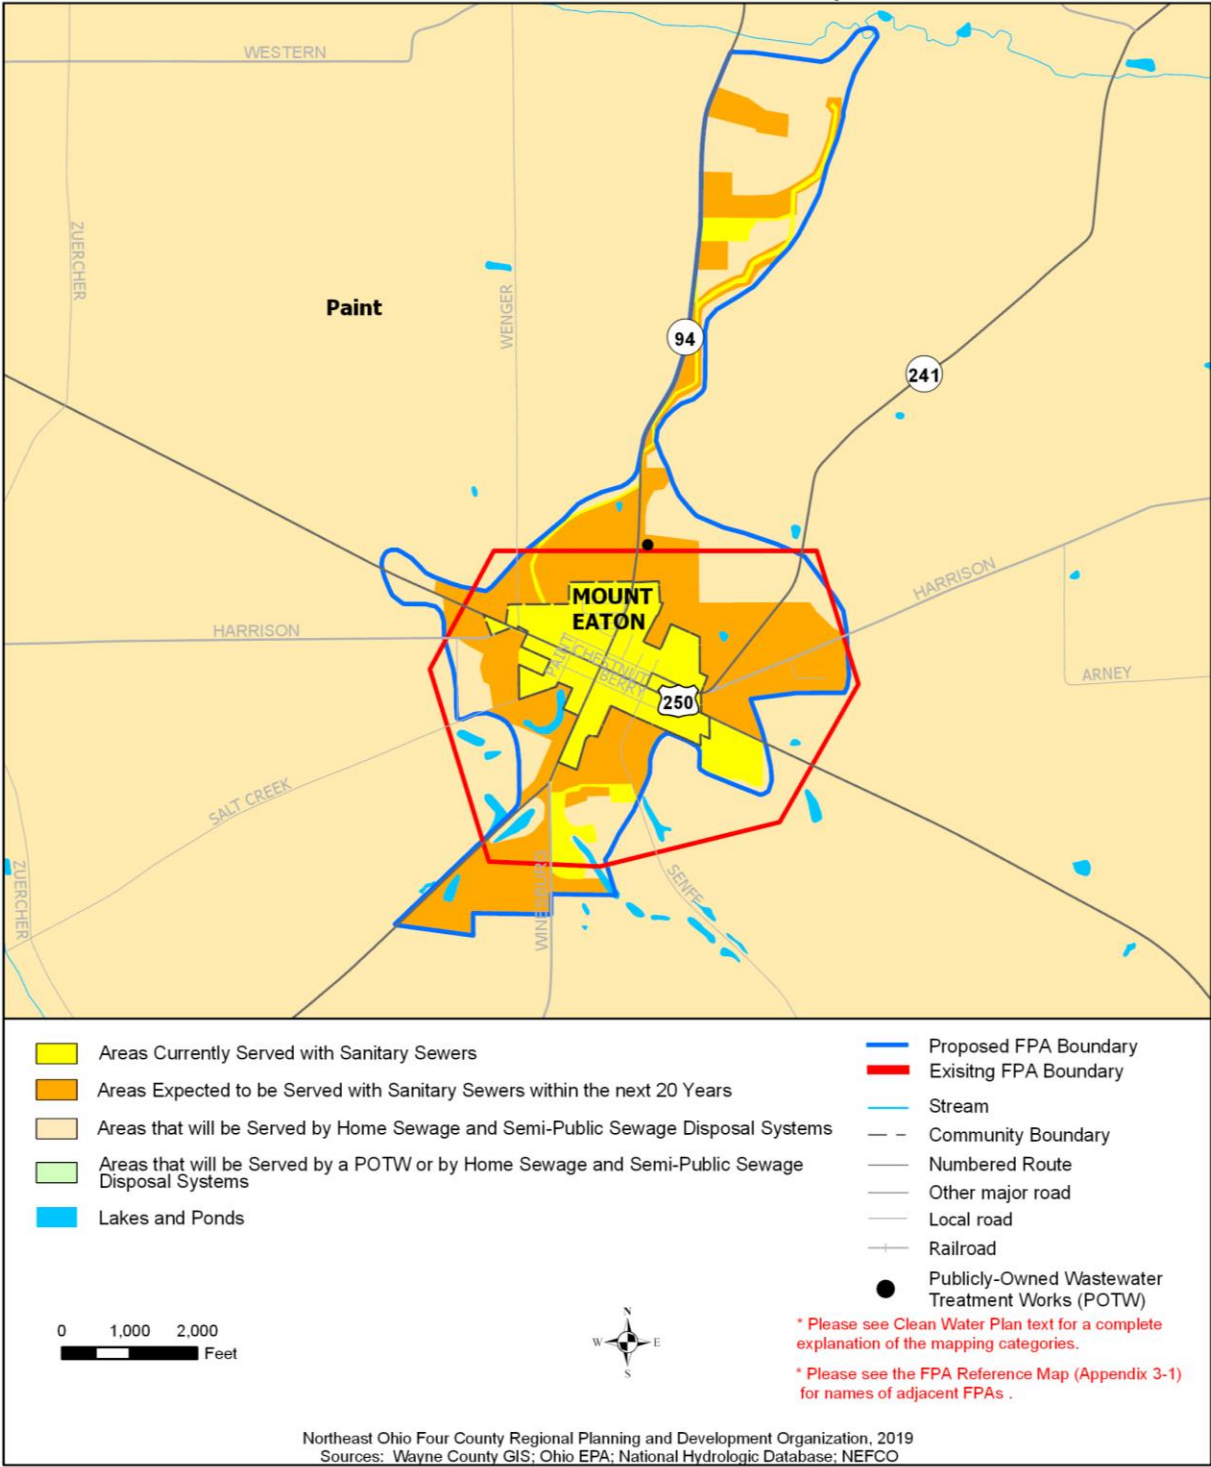 WESTERN
ZUERCHER
WENGER
Paint
94
241
HARRISON
HARRISON
MOUNT
EATON
PAINT
CHESTNUT
BERRY
250
ARNEY
SALT CREEK
ZUERCHER
WINESBURG
SENFF
Areas Currently Served with Sanitary Sewers
Areas Expected to be Served with Sanitary Sewers within the next 20 Years
Areas that will be Served by Home Sewage and Semi-Public Sewage Disposal Systems
Areas that will be Served by a POTW or by Home Sewage and Semi-Public Sewage
Disposal Systems
Lakes and Ponds
Proposed FPA Boundary
Exisitng FPA Boundary
Stream
Community Boundary
Numbered Route
Other major road
Local road
Railroad
Publicly-Owned Wastewater
Treatment Works (POTW)
0 1,000 2,000
Feet
N
W E
S
* Please see Clean Water Plan text for a complete
explanation of the mapping categories.
* Please see the FPA Reference Map (Appendix 3-1)
for names of adjacent FPAs .
Northeast Ohio Four County Regional Planning and Development Organization, 2019
Sources: Wayne County GIS; Ohio EPA; National Hydrologic Database; NEFCO